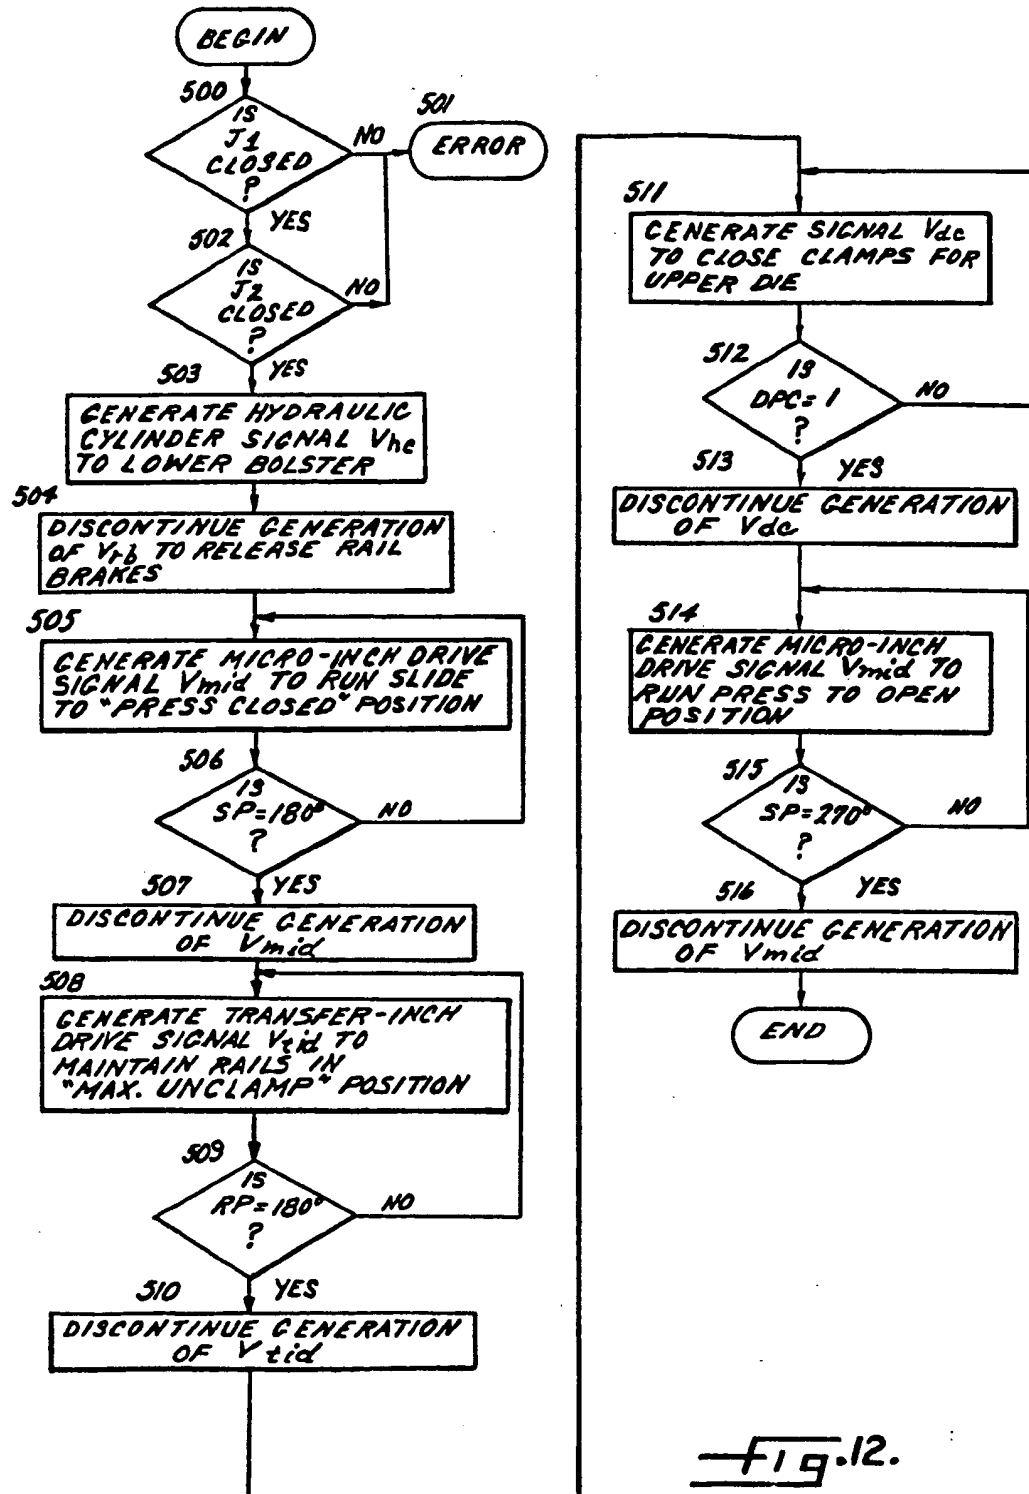 BEGIN
500
IS
J1
CLOSED
?
NO
501
ERROR
YES
502
IS
J2
CLOSED
?
NO
YES
503
GENERATE HYDRAULIC
CYLINDER SIGNAL Vhc
TO LOWER BOLSTER
504
DISCONTINUE GENERATION
OF Vrb TO RELEASE RAIL
BRAKES
505
GENERATE MICRO-INCH DRIVE
SIGNAL Vmid TO RUN SLIDE
TO "PRESS CLOSED" POSITION
506
IS
SP=180°
?
NO
YES
507
DISCONTINUE GENERATION
OF Vmid
508
GENERATE TRANSFER-INCH
DRIVE SIGNAL Vtid TO
MAINTAIN RAILS IN
"MAX. UNCLAMP" POSITION
509
IS
RP=180°
?
NO
YES
510
DISCONTINUE GENERATION
OF Vtid
511
GENERATE SIGNAL Vdc
TO CLOSE CLAMPS FOR
UPPER DIE
512
IS
DPC=1
?
NO
YES
513
DISCONTINUE GENERATION
OF Vdc
514
GENERATE MICRO-INCH
DRIVE SIGNAL Vmid TO
RUN PRESS TO OPEN
POSITION
515
IS
SP=270°
?
NO
YES
516
DISCONTINUE GENERATION
OF Vmid
END
Fig.12.